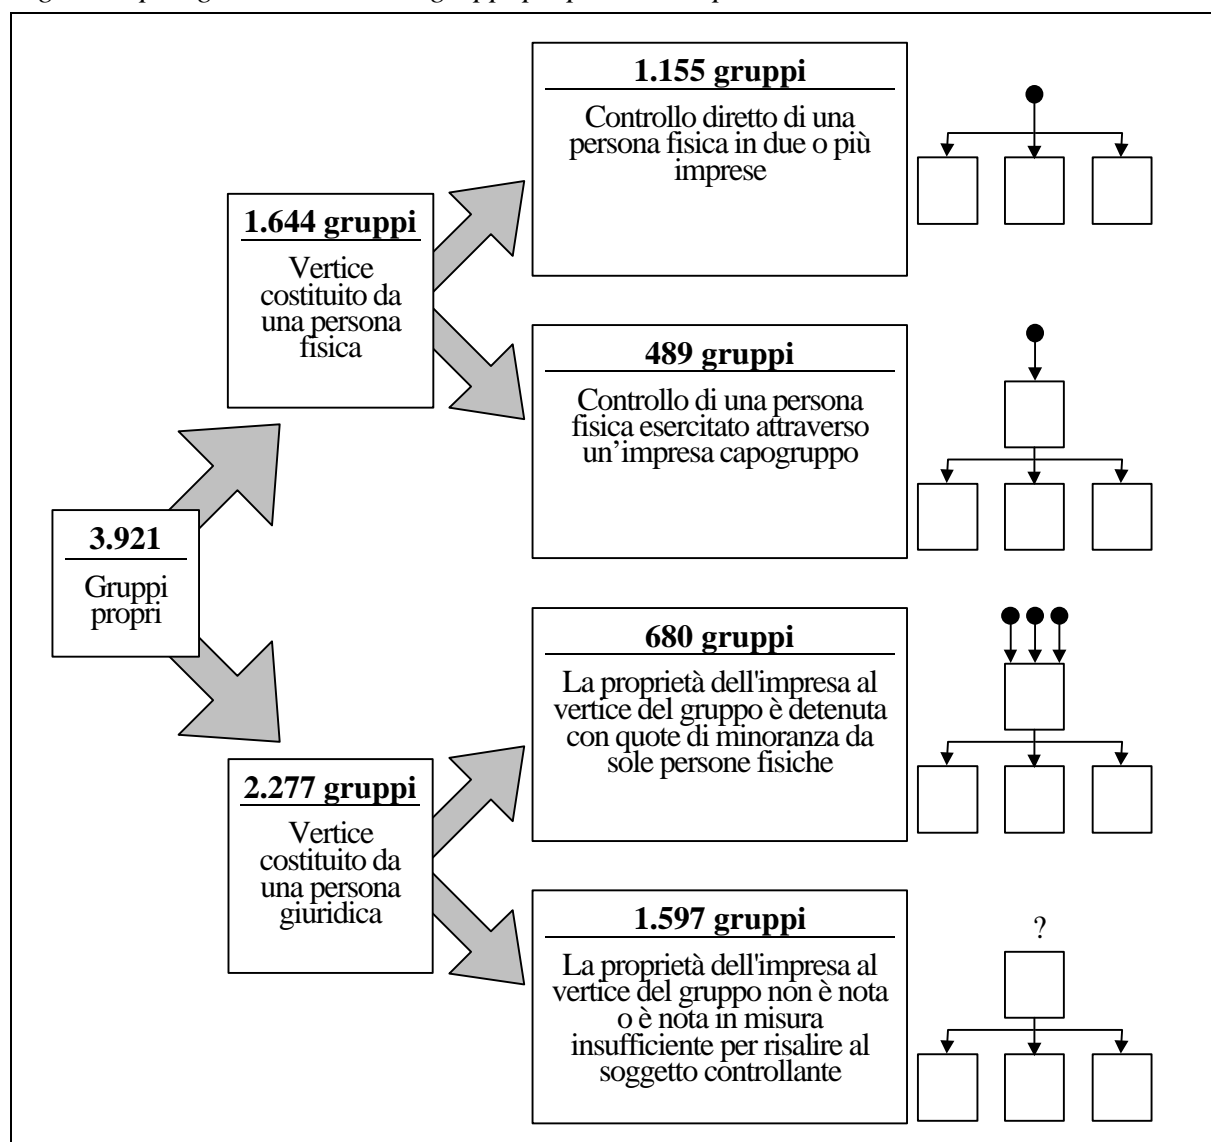 1.155 gruppi
Controllo diretto di una
persona fisica in due o più
imprese
1.644 gruppi
Vertice
costituito da
una persona
fisica
489 gruppi
Controllo di una persona
fisica esercitato attraverso
un’impresa capogruppo
3.921
Gruppi
propri
680 gruppi
La proprietà dell'impresa al
vertice del gruppo è detenuta
con quote di minoranza da
sole persone fisiche
2.277 gruppi
Vertice
costituito da
una persona
giuridica
1.597 gruppi
La proprietà dell'impresa al
vertice del gruppo non è nota
o è nota in misura
insufficiente per risalire al
soggetto controllante
?